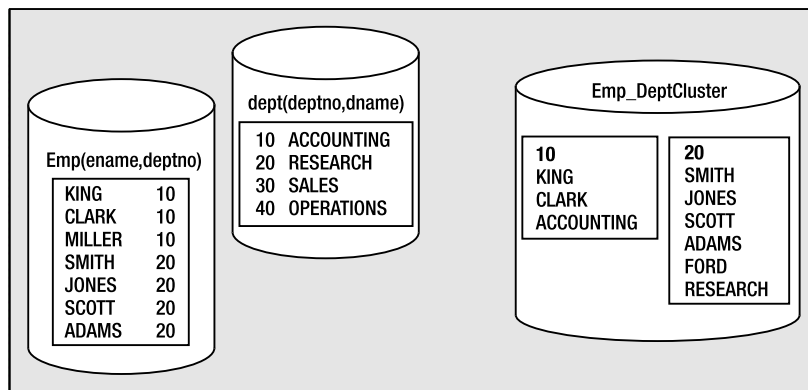 Emp(ename,deptno)
KING 10
CLARK 10
MILLER 10
SMITH 20
JONES 20
SCOTT 20
ADAMS 20
dept(deptno,dname)
10 ACCOUNTING
20 RESEARCH
30 SALES
40 OPERATIONS
Emp_DeptCluster
10
KING
CLARK
ACCOUNTING
20
SMITH
JONES
SCOTT
ADAMS
FORD
RESEARCH